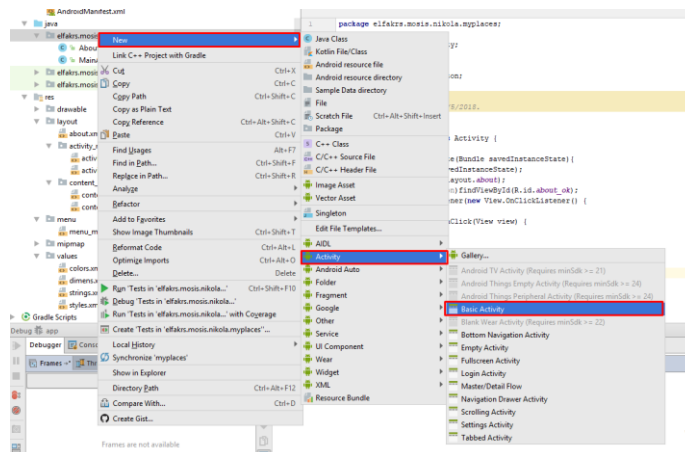 AndroidManifest.xml
java
elfakrs.mosis
Abou
Main
elfakrs.mosis
elfakrs.mosis
res
drawable
layout
about.xm
activity_
activ
activ
content_
conte
conte
menu
menu_m
mipmap
values
colors.xm
dimens.x
strings.x
styles.xm
Gradle Scripts
Debug app
Debugger
Conso
Frames
Thr
Frames are not available
New
Link C++ Project with Gradle
Cut Ctrl+X
Copy Ctrl+C
Copy Path Ctrl+Shift+C
Copy as Plain Text
Copy Reference Ctrl+Alt+Shift+C
Paste Ctrl+V
Find Usages Alt+F7
Find in Path... Ctrl+Shift+F
Replace in Path... Ctrl+Shift+R
Analyze
Refactor
Add to Favorites
Show Image Thumbnails Ctrl+Shift+T
Reformat Code Ctrl+Alt+L
Optimize Imports Ctrl+Alt+O
Delete... Delete
Run 'Tests in 'elfakrs.mosis.nikola...' Ctrl+Shift+F10
Debug 'Tests in 'elfakrs.mosis.nikola...'
Run 'Tests in 'elfakrs.mosis.nikola...' with Coverage
Create 'Tests in 'elfakrs.mosis.nikola.myplaces''...
Local History
Synchronize 'myplaces'
Show in Explorer
Directory Path Ctrl+Alt+F12
Compare With... Ctrl+D
Create Gist...
Java Class
Kotlin File/Class
Android resource file
Android resource directory
Sample Data directory
File
Scratch File Ctrl+Alt+Shift+Insert
Package
C++ Class
C/C++ Source File
C/C++ Header File
Image Asset
Vector Asset
Singleton
Edit File Templates...
AIDL
Activity
Android Auto
Folder
Fragment
Google
Other
Service
UI Component
Wear
Widget
XML
Resource Bundle
Gallery...
Android TV Activity (Requires minSdk >= 21)
Android Things Empty Activity (Requires minSdk >= 24)
Android Things Peripheral Activity (Requires minSdk >= 24)
Basic Activity
Blank Wear Activity (Requires minSdk >= 22)
Bottom Navigation Activity
Empty Activity
Fullscreen Activity
Login Activity
Master/Detail Flow
Navigation Drawer Activity
Scrolling Activity
Settings Activity
Tabbed Activity
1 package elfakrs.mosis.nikola.myplaces;
ty;
on;
/2018.
Activity {
e(Bundle savedInstanceState){
vedInstanceState);
ayout.about);
n)findViewById(R.id.about_ok);
ener(new View.OnClickListener() {
nClick(View view) {